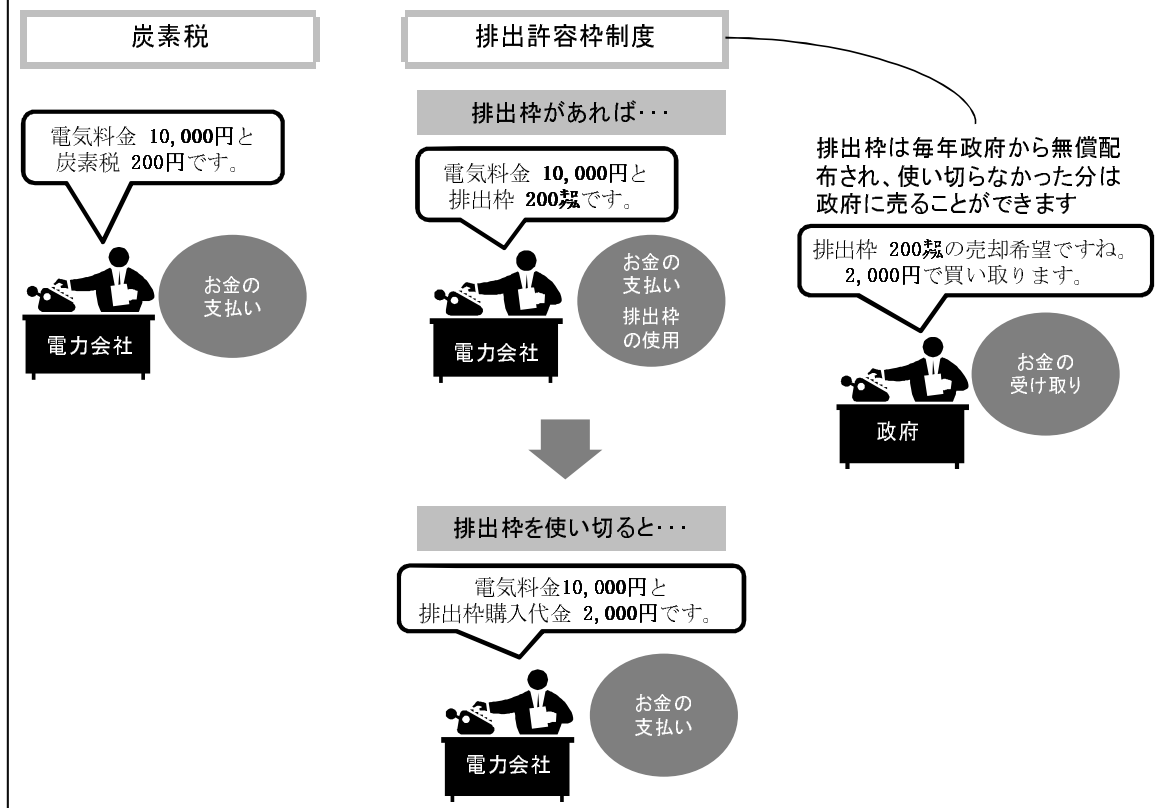 炭素税
電気料金 10,000円と
炭素税 200円です。
お金の
支払い
電力会社
排出許容枠制度
排出枠があれば･･･
電気料金 10,000円と
排出枠 200㌔㌘です。
お金の
支払い
排出枠
の使用
電力会社
排出枠を使い切ると･･･
電気料金10,000円と
排出枠購入代金 2,000円です。
お金の
支払い
電力会社
排出枠は毎年政府から無償配
布され、使い切らなかった分は
政府に売ることができます
排出枠 200㌔㌘の売却希望ですね。
2,000円で買い取ります。
お金の
受け取り
政府